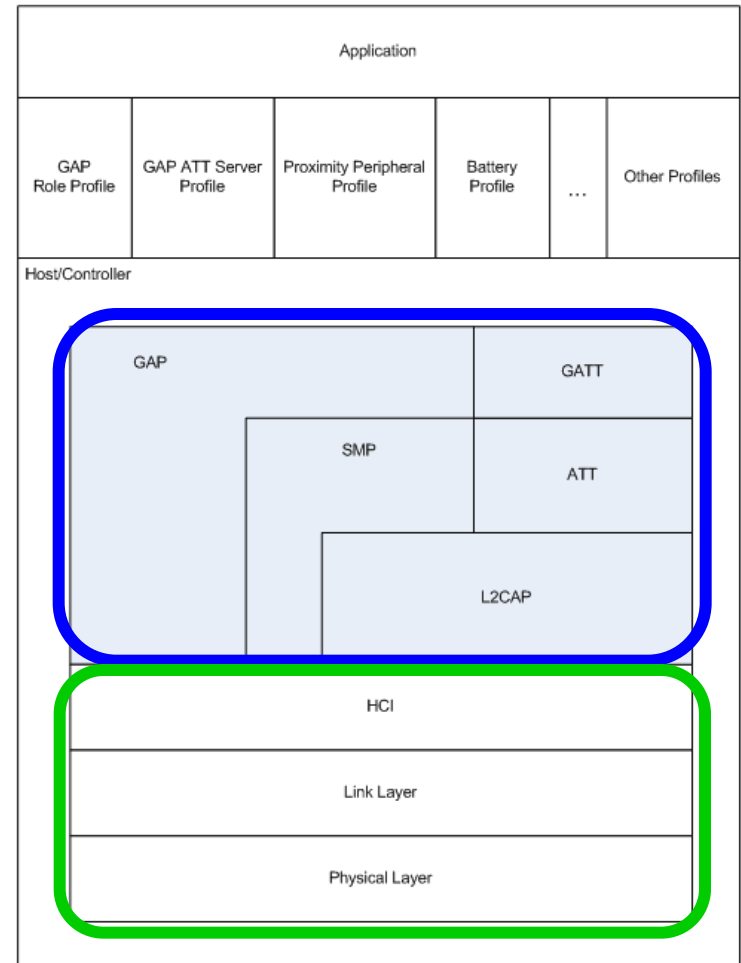 Application
GAP
Role Profile
GAP ATT Server
Profile
Proximity Peripheral
Profile
Battery
Profile
...
Other Profiles
Host/Controller
GAP
GATT
SMP
ATT
L2CAP
HCI
Link Layer
Physical Layer